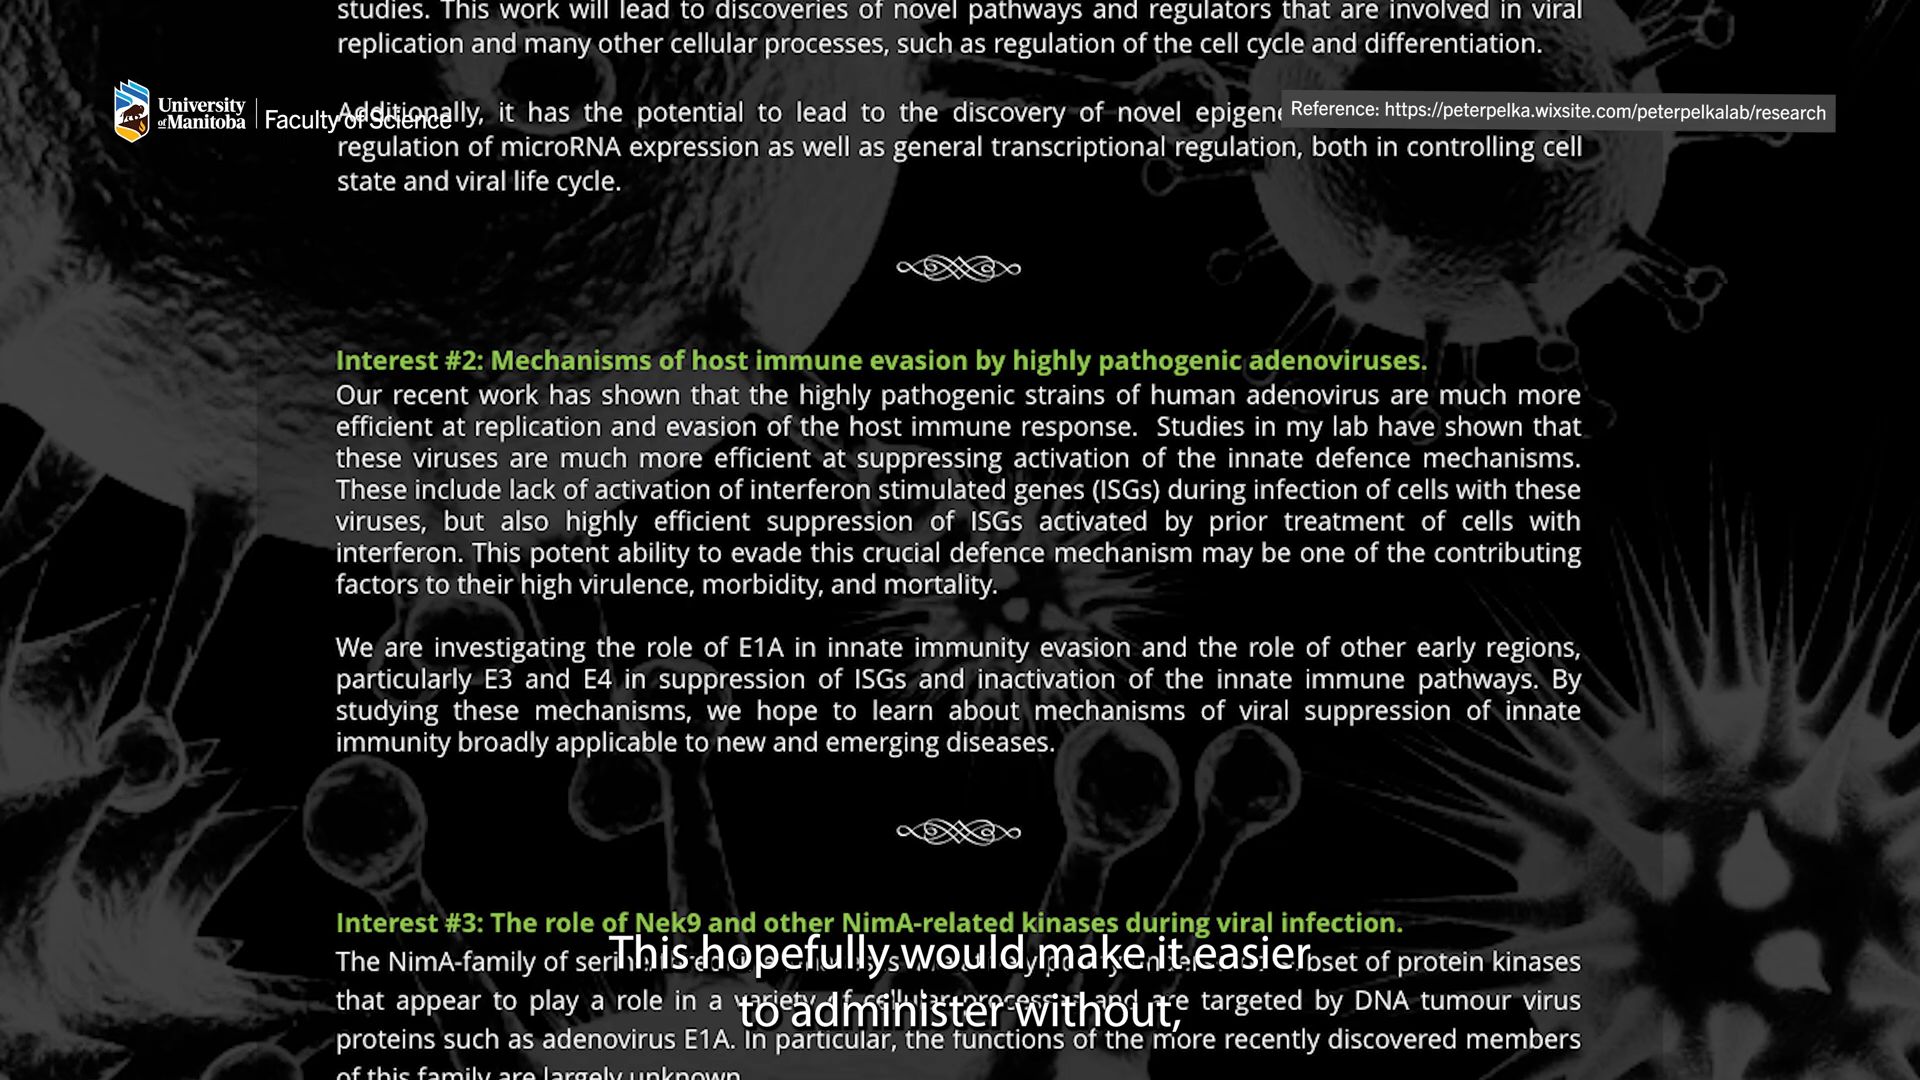 studies. This work will lead to discoveries of novel pathways and regulators that are involved in viral
replication and many other cellular processes, such as regulation of the cell cycle and differentiation.
University of Manitoba | Faculty of Science
Additionally, it has the potential to lead to the discovery of novel
Reference: https://peterpelka.wixsite.com/peterpelkalab/research
regulation of microRNA expression as well as general transcriptional regulation, both in controlling cell
state and viral life cycle.
Interest #2: Mechanisms of host immune evasion by highly pathogenic adenoviruses.
Our recent work has shown that the highly pathogenic strains of human adenovirus are much more
efficient at replication and evasion of the host immune response. Studies in my lab have shown that
these viruses are much more efficient at suppressing activation of the innate defence mechanisms.
These include lack of activation of interferon stimulated genes (ISGs) during infection of cells with these
viruses, but also highly efficient suppression of ISGs activated by prior treatment of cells with
interferon. This potent ability to evade this crucial defence mechanism may be one of the contributing
factors to their high virulence, morbidity, and mortality.
We are investigating the role of E1A in innate immunity evasion and the role of other early regions,
particularly E3 and E4 in suppression of ISGs and inactivation of the innate immune pathways. By
studying these mechanisms, we hope to learn about mechanisms of viral suppression of innate
immunity broadly applicable to new and emerging diseases.
Interest #3: The role of Nek9 and other NimA-related kinases during viral infection.
The NimA-family of of protein kinases
that appear to play a role in a variety of cellular processes and are targeted by DNA tumour virus
proteins such as adenovirus E1A. In particular, the functions of the more recently discovered members
of this family are largely unknown
This hopefully would make it easier
to administer without,